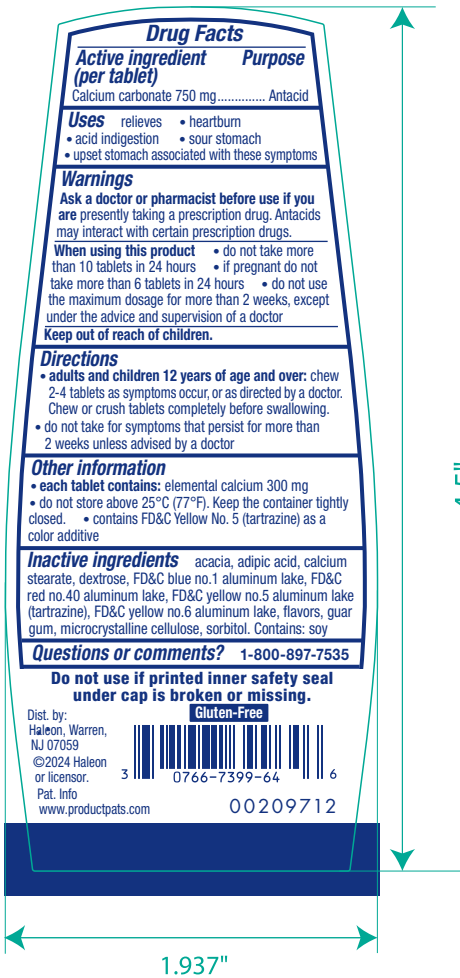 Drug Facts
Active ingredient Purpose
(per tablet)
Calcium carbonate 750 mg.............. Antacid
Uses relieves • heartburn
• acid indigestion • sour stomach
• upset stomach associated with these symptoms
Warnings
Ask a doctor or pharmacist before use if you
are presently taking a prescription drug. Antacids
may interact with certain prescription drugs.
When using this product • do not take more
than 10 tablets in 24 hours • if pregnant do not
take more than 6 tablets in 24 hours • do not use
the maximum dosage for more than 2 weeks, except
under the advice and supervision of a doctor
Keep out of reach of children.
Directions
• adults and children 12 years of age and over: chew
2-4 tablets as symptoms occur, or as directed by a doctor.
Chew or crush tablets completely before swallowing.
• do not take for symptoms that persist for more than
2 weeks unless advised by a doctor
Other information
• each tablet contains: elemental calcium 300 mg
• do not store above 25°C (77°F). Keep the container tightly
closed. • contains FD&C Yellow No. 5 (tartrazine) as a
color additive
Inactive ingredients acacia, adipic acid, calcium
stearate, dextrose, FD&C blue no.1 aluminum lake, FD&C
red no.40 aluminum lake, FD&C yellow no.5 aluminum lake
(tartrazine), FD&C yellow no.6 aluminum lake, flavors, guar
gum, microcrystalline cellulose, sorbitol. Contains: soy
Questions or comments? 1-800-897-7535
Do not use if printed inner safety seal
under cap is broken or missing.
Gluten-Free
Dist. by:
Haleon, Warren,
NJ 07059
©2024 Haleon
or licensor.
Pat. Info
www.productpats.com
3 0766-7399-64 6
00209712
1.937"